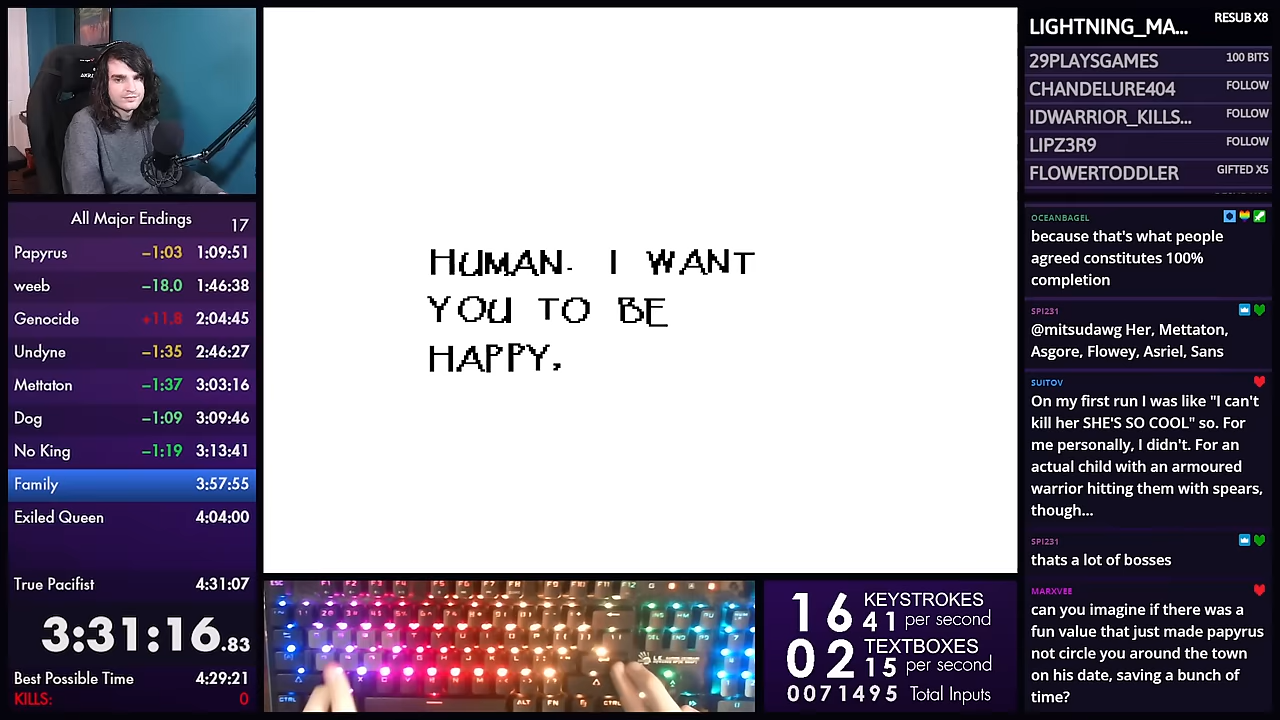 All Major Endings 17
Papyrus −1:03 1:09:51
weeb −18.0 1:46:38
Genocide +11.8 2:04:45
Undyne −1:35 2:46:27
Mettaton −1:37 3:03:16
Dog −1:09 3:09:46
No King −1:19 3:13:41
Family 3:57:55
Exiled Queen 4:04:00
True Pacifist 4:31:07
3:31:16.83
Best Possible Time 4:29:21
KILLS: 0
HUMAN. I WANT
YOU TO BE
HAPPY.
16 KEYSTROKES
41 per second
02 TEXTBOXES
15 per second
0071495 Total Inputs
LIGHTNING_MA... RESUB X8
29PLAYSGAMES 100 BITS
CHANDELURE404 FOLLOW
IDWARRIOR_KILLS... FOLLOW
LIPZ3R9 FOLLOW
FLOWERTODDLER GIFTED X5
OCEANBAGEL
because that's what people
agreed constitutes 100%
completion
SPI231
@mitsudawg Her, Mettaton,
Asgore, Flowey, Asriel, Sans
SUITOV
On my first run I was like "I can't
kill her SHE'S SO COOL" so. For
me personally, I didn't. For an
actual child with an armoured
warrior hitting them with spears,
though...
SPI231
thats a lot of bosses
MARXVEE
can you imagine if there was a
fun value that just made papyrus
not circle you around the town
on his date, saving a bunch of
time?